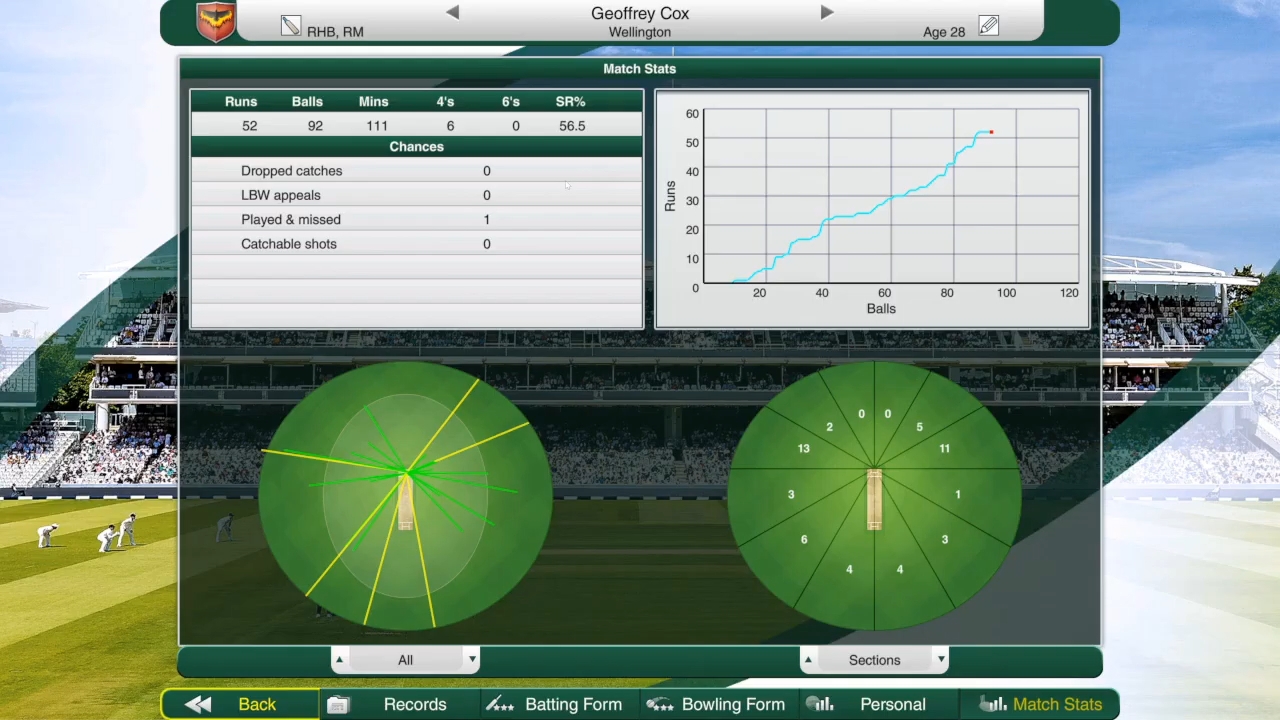 Geoffrey Cox
RHB, RM
Wellington
Age 28
Match Stats
Runs Balls Mins 4's 6's SR%
52 92 111 6 0 56.5
Chances
Dropped catches 0
LBW appeals 0
Played & missed 1
Catchable shots 0
60
50
40
30
20
10
0
Runs
20 40 60 80 100 120
Balls
0 0
2 5
13 11
3 1
6 3
4 4
All
Sections
Back Records Batting Form Bowling Form Personal Match Stats